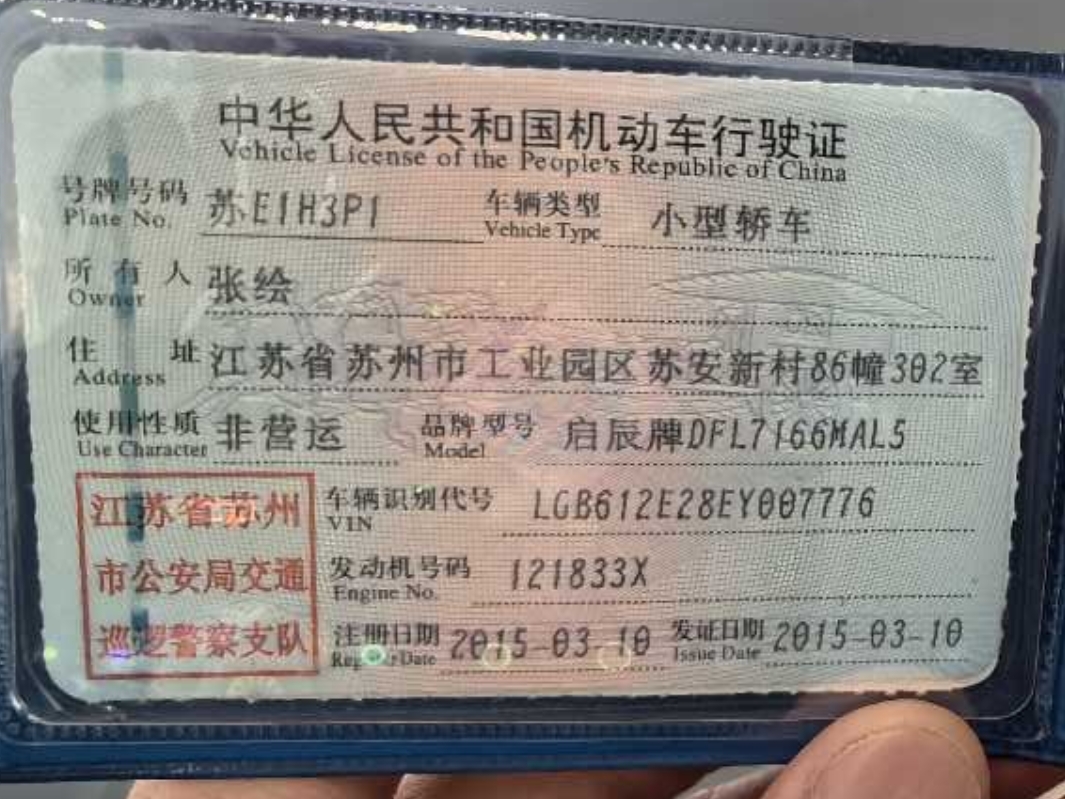 中华人民共和国机动车行驶证
Vehicle License of the People's Republic of China
号牌号码 苏E1H3P1 车辆类型 小型轿车
Plate No. Vehicle Type
所有人 张绘
Owner
住址 江苏省苏州市工业园区苏安新村86幢302室
Address
使用性质 非营运 品牌型号 启辰牌DFL7166MAL5
Use Character Model
江苏省苏州
市公安局交通
巡逻警察支队
车辆识别代号 LGB612E28EY007776
VIN
发动机号码 121833X
Engine No.
注册日期 2015-03-10 发证日期 2015-03-10
Register Date Issue Date